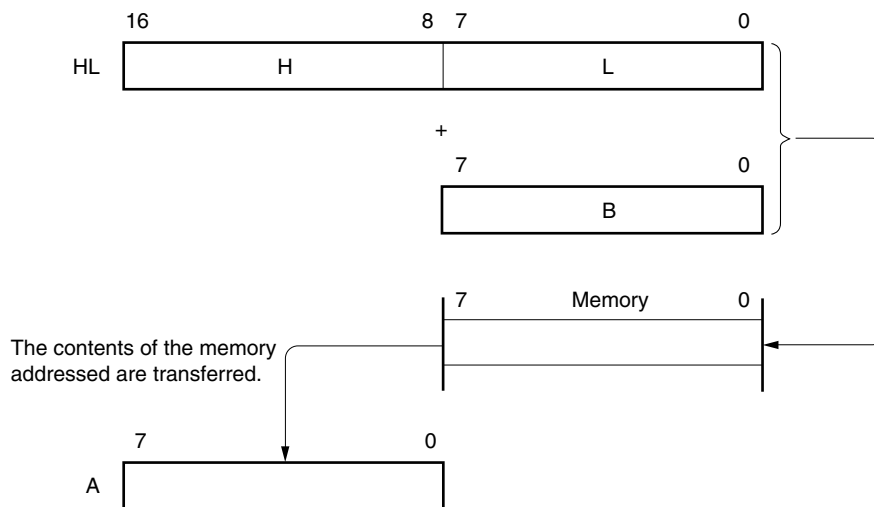 16 8 7 0
HL H L
+
7 0
B
7 Memory 0
The contents of the memory
addressed are transferred.
7 0
A